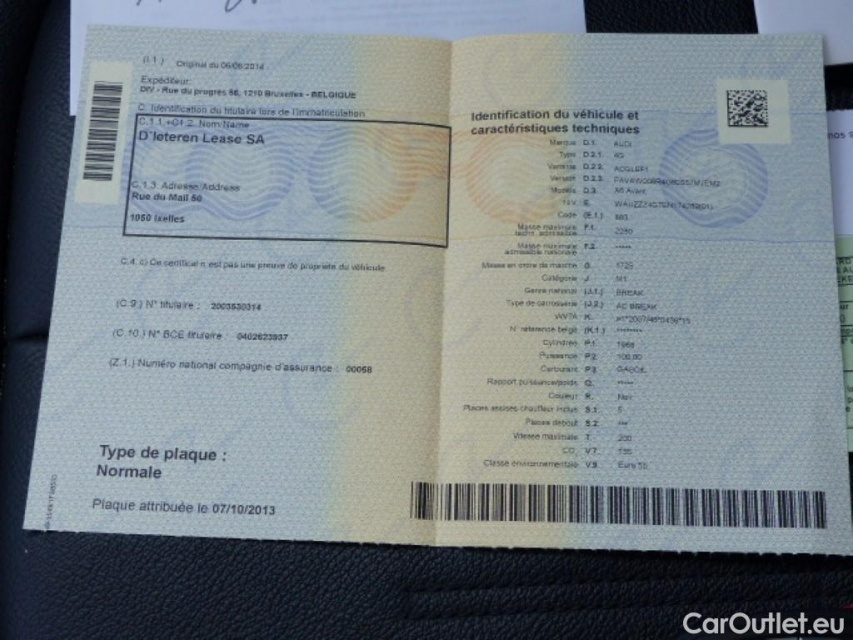 (I.1.) Original du 06/06/2014
Expéditeur:
DIV - Rue du progrès 56, 1210 Bruxelles - BELGIQUE
C. Identification du titulaire lors de l'immatriculation
C.1.1.+C1.2. Nom/Name
D'Ieteren Lease SA
C.1.3. Adresse/Address
Rue du Mail 50
1050 Ixelles
C.4. c) Ce certificat n'est pas une preuve de propriété du véhicule
(C.9.) N° titulaire : 2003530314
(C.10.) N° BCE titulaire : 0402623937
(Z.1.) Numéro national compagnie d'assurance : 00058
Type de plaque :
Normale
Plaque attribuée le 07/10/2013
Identification du véhicule et
caractéristiques techniques
Marque D.1. AUDI
Type D.2.1. 4G
Variante D.2.2.
Version D.2.3.
Modèle D.3. A6 Avant
E.
Code (E.1.)
Masse maximale
techn. admissible F.1.
Masse maximale
admissible nationale F.2. *****
Masse en ordre de marche G. 1725
Catégorie J. M1
Genre national (J.1.) BREAK
Type de carrosserie (J.2.) AC BREAK
WVTA K.
N° référence belge (K.1.) ********
Cylindrée P.1. 1968
Puissance P.2. 100,00
Carburant P.3. GASOIL
Rapport puissance/poids Q. *****
Couleur R. Noir
Places assises chauffeur inclus S.1. 5
Places debout S.2. ***
Vitesse maximale T. 200
CO₂ V.7.
Classe environnementale V.9.
CarOutlet.eu